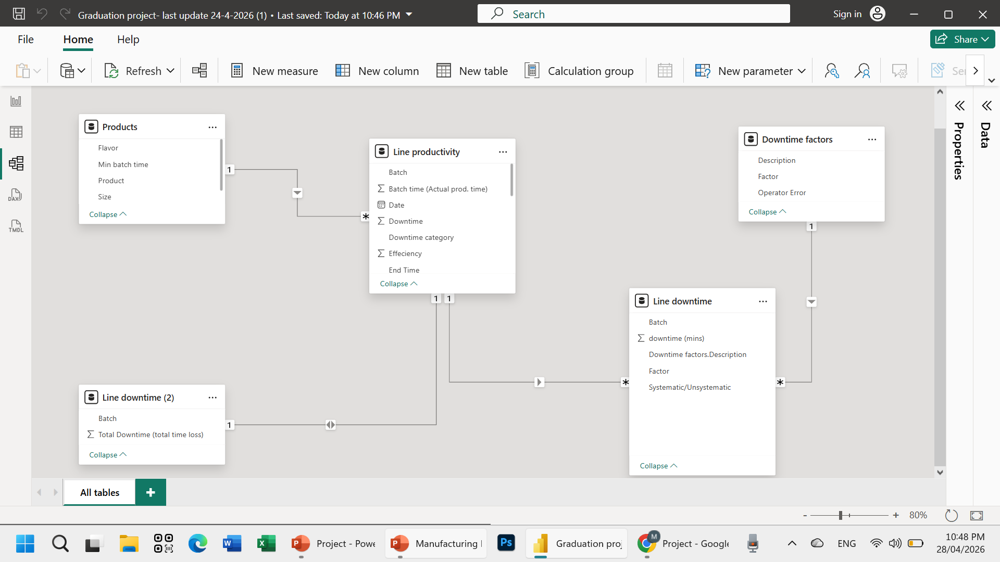 Graduation project- last update 24-4-2026 (1) • Last saved: Today at 10:46 PM
Search
Sign in
File
Home
Help
Share
Refresh
New measure
New column
New table
Calculation group
New parameter
Products
Flavor
Min batch time
Product
Size
Collapse
1
*
Line productivity
Batch
Batch time (Actual prod. time)
Date
Downtime
Downtime category
Effeciency
End Time
Collapse
1 1
Downtime factors
Description
Factor
Operator Error
Collapse
1
Line downtime
Batch
downtime (mins)
Downtime factors.Description
Factor
Systematic/Unsystematic
Collapse
*
*
Line downtime (2)
Batch
Total Downtime (total time loss)
Collapse
1
Properties
Data
DAX
TMDL
All tables
+
- + 80%
Project - Powe
Manufacturing
Ps
Graduation proj
M
Project - Google
ENG
10:48 PM
28/04/2026